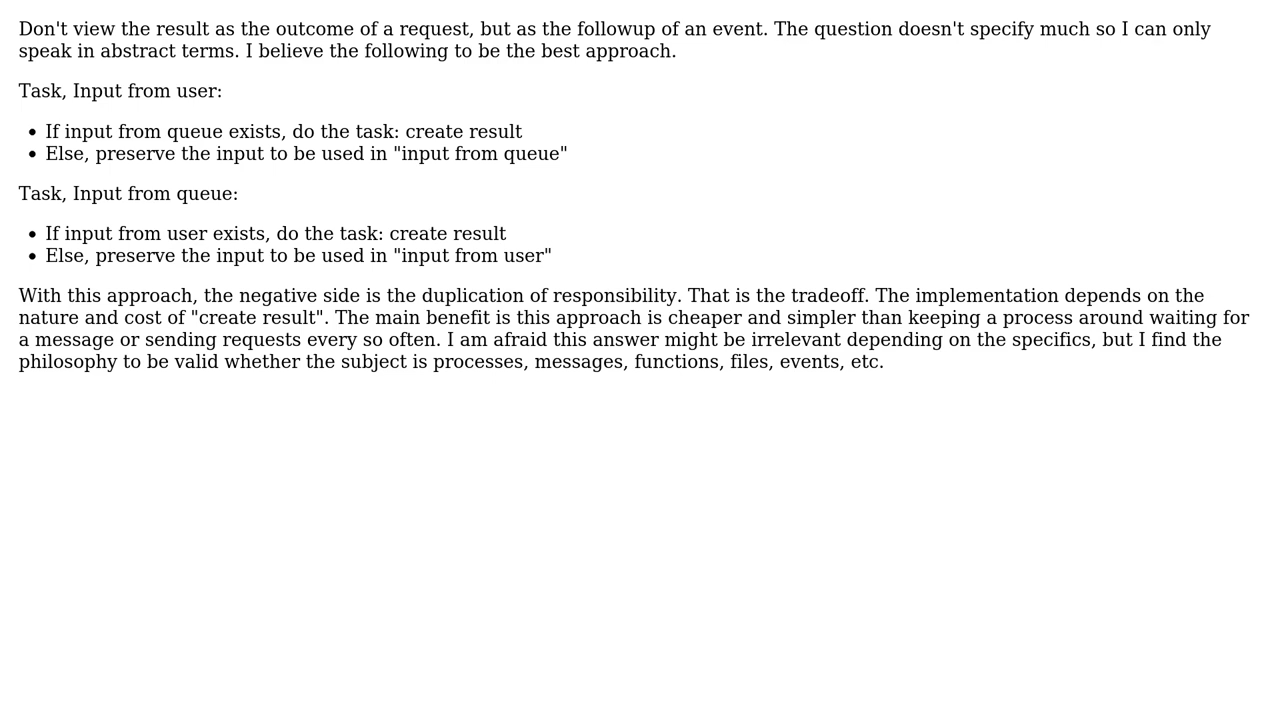 Don't view the result as the outcome of a request, but as the followup of an event. The question doesn't specify much so I can only
speak in abstract terms. I believe the following to be the best approach.
Task, Input from user:
• If input from queue exists, do the task: create result
• Else, preserve the input to be used in "input from queue"
Task, Input from queue:
• If input from user exists, do the task: create result
• Else, preserve the input to be used in "input from user"
With this approach, the negative side is the duplication of responsibility. That is the tradeoff. The implementation depends on the
nature and cost of "create result". The main benefit is this approach is cheaper and simpler than keeping a process around waiting for
a message or sending requests every so often. I am afraid this answer might be irrelevant depending on the specifics, but I find the
philosophy to be valid whether the subject is processes, messages, functions, files, events, etc.